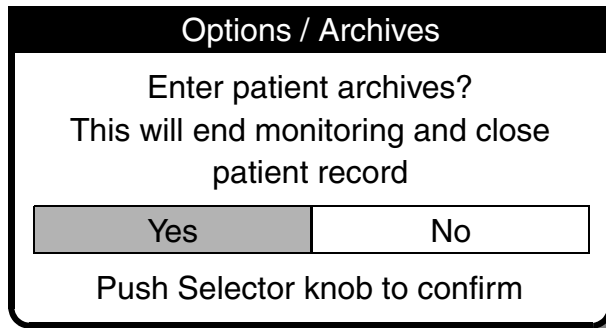 Options / Archives
Enter patient archives?
This will end monitoring and close
patient record
Yes No
Push Selector knob to confirm